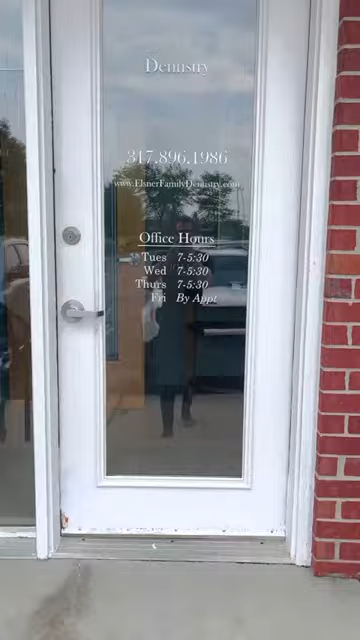 Dentistry
317.896.1986
www.ElsnerFamilyDentistry.com
Office Hours
Tues 7-5:30
Wed 7-5:30
Thurs 7-5:30
Fri By Appt